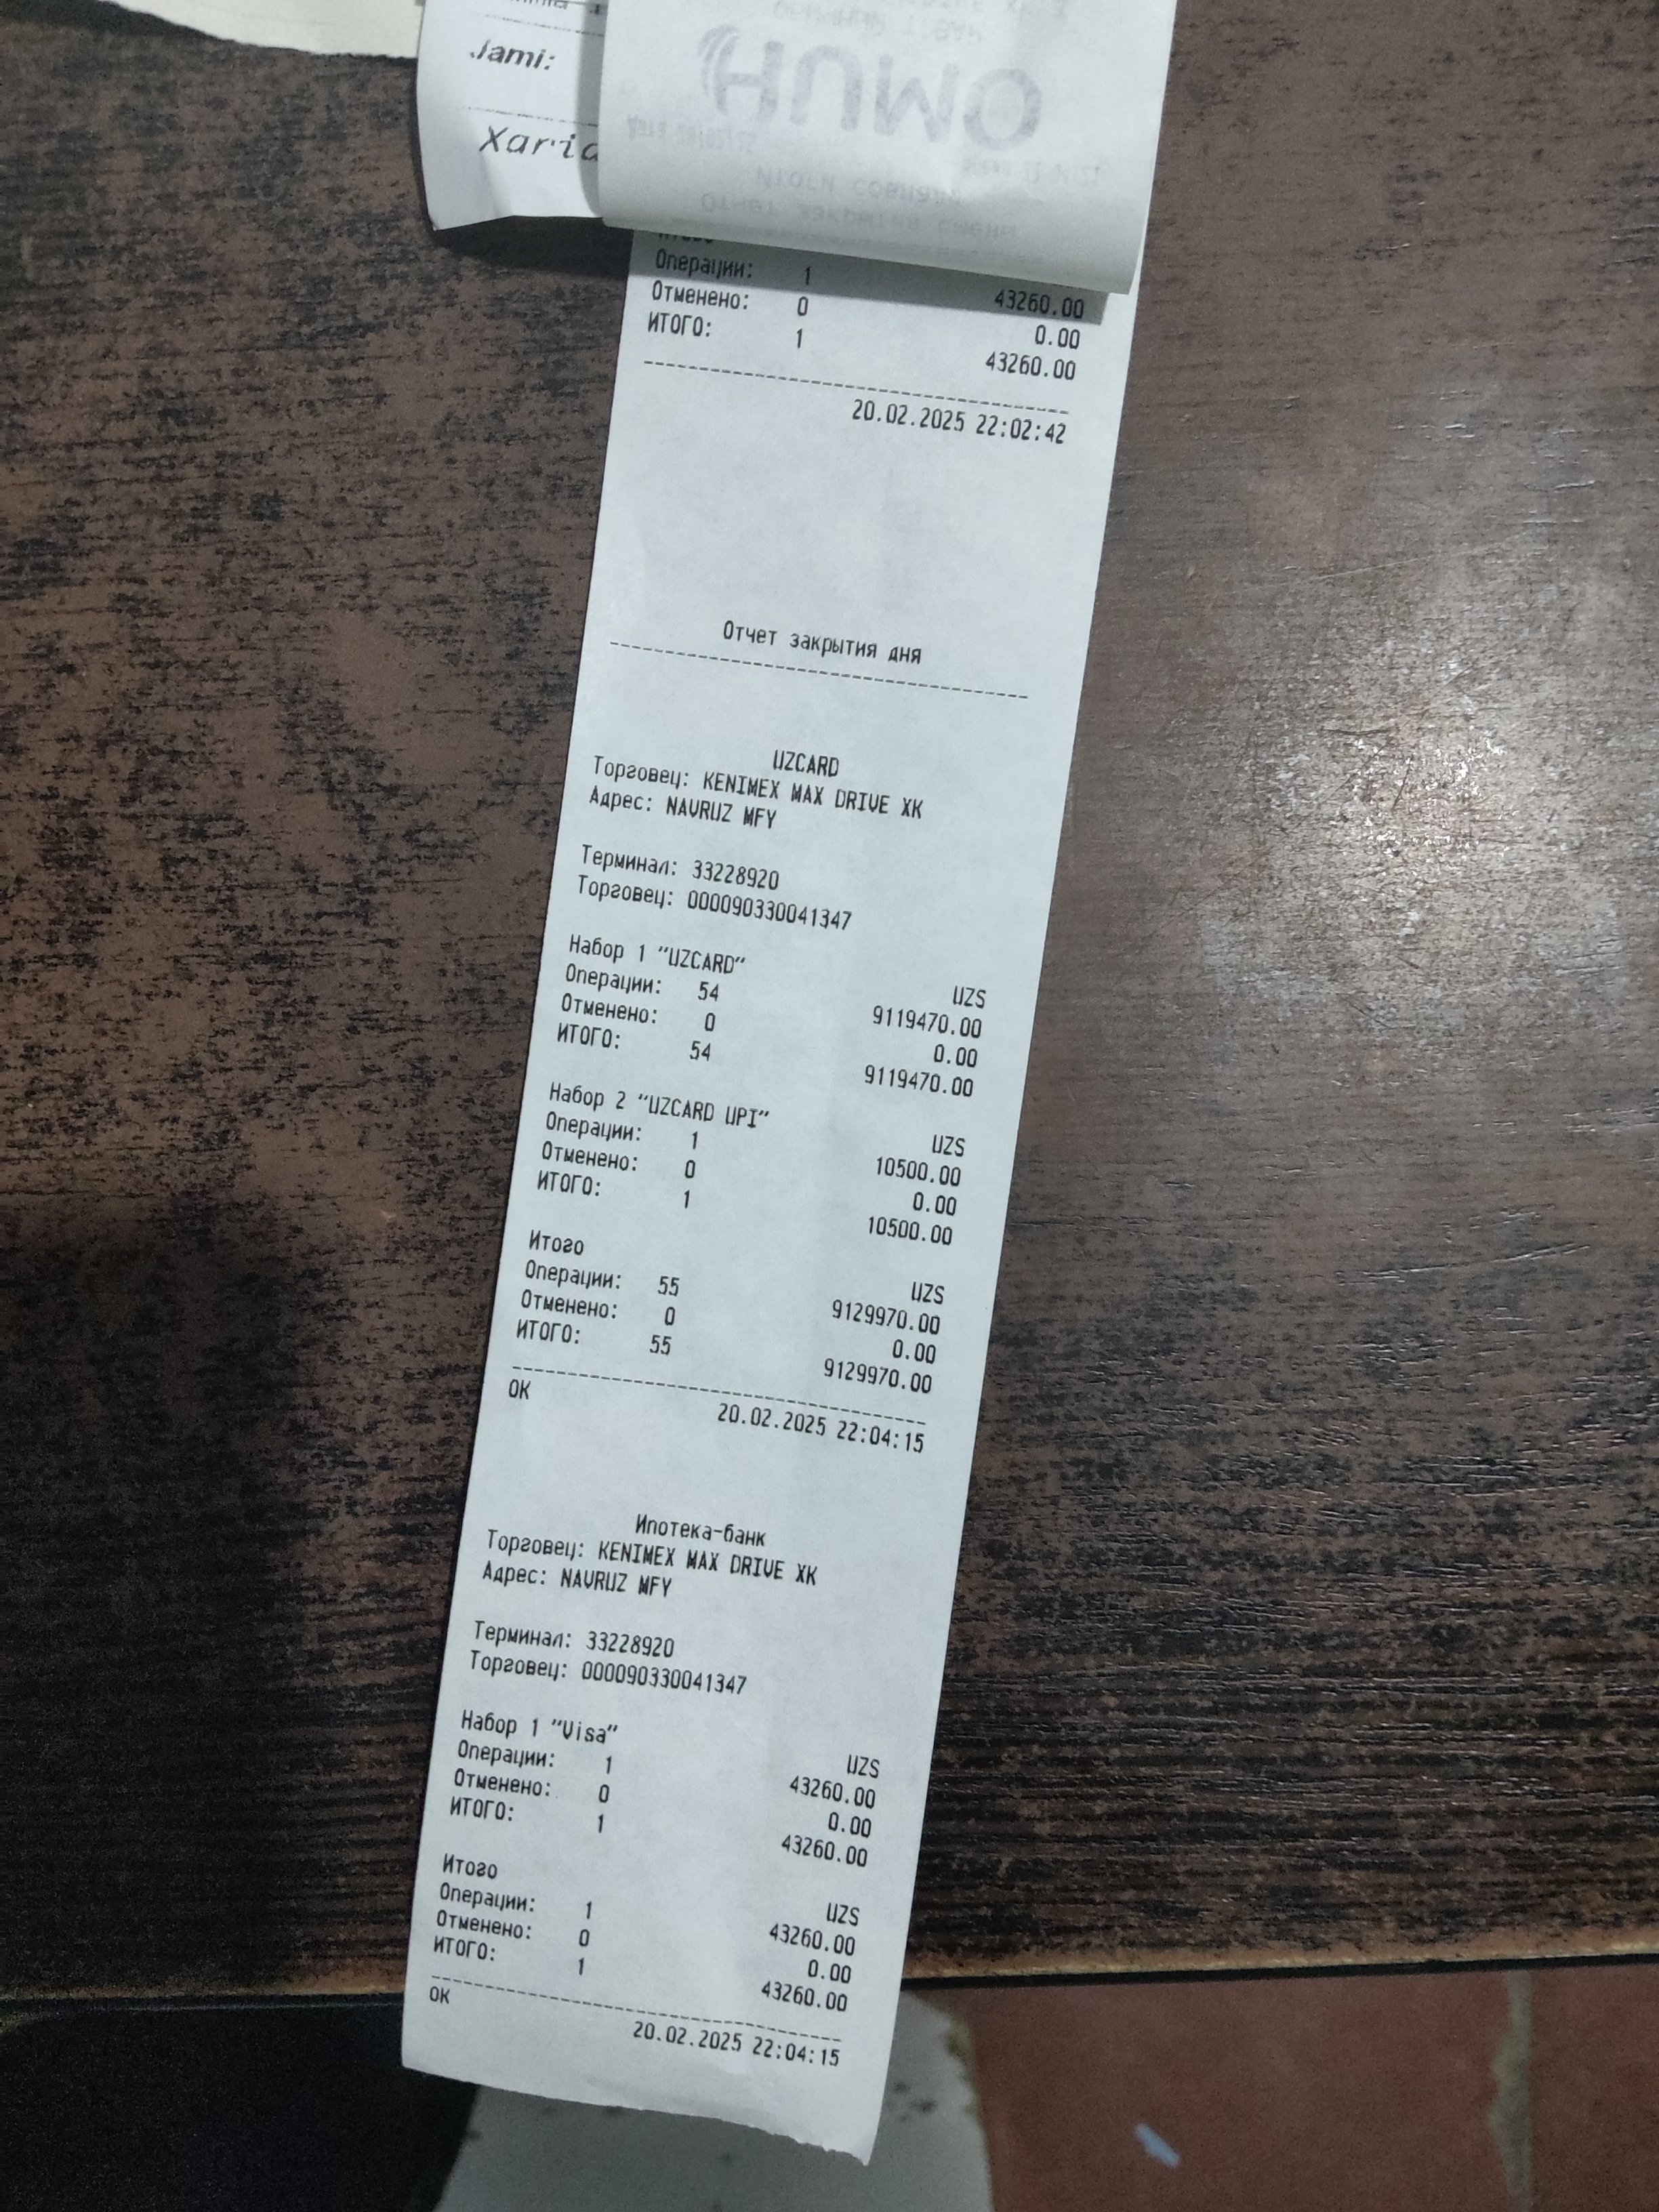 Jami:
HUMO
Операции: 1 43260.00
Отменено: 0 0.00
ИТОГО: 1 43260.00
20.02.2025 22:02:42
Отчет закрытия дня
UZCARD
Торговец: KENIMEX MAX DRIVE XK
Адрес: NAVRUZ MFY
Терминал: 33228920
Торговец: 000090330041347
Набор 1 "UZCARD" UZS
Операции: 54 9119470.00
Отменено: 0 0.00
ИТОГО: 54 9119470.00
Набор 2 "UZCARD UPI" UZS
Операции: 1 10500.00
Отменено: 0 0.00
ИТОГО: 1 10500.00
Итого UZS
Операции: 55 9129970.00
Отменено: 0 0.00
ИТОГО: 55 9129970.00
OK 20.02.2025 22:04:15
Ипотека-банк
Торговец: KENIMEX MAX DRIVE XK
Адрес: NAVRUZ MFY
Терминал: 33228920
Торговец: 000090330041347
Набор 1 "Visa" UZS
Операции: 1 43260.00
Отменено: 0 0.00
ИТОГО: 1 43260.00
Итого UZS
Операции: 1 43260.00
Отменено: 0 0.00
ИТОГО: 1 43260.00
OK 20.02.2025 22:04:15